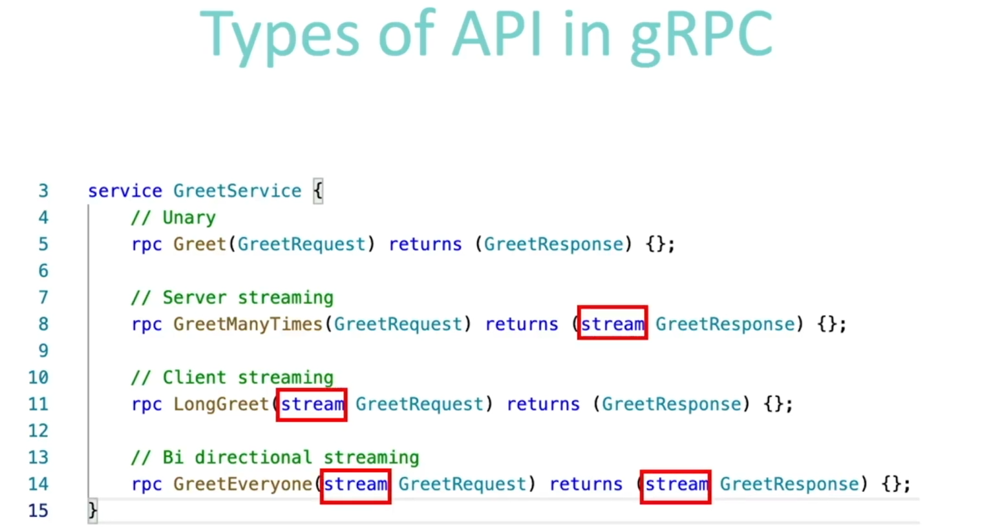 Types of API in gRPC
3 service GreetService {
4 // Unary
5 rpc Greet(GreetRequest) returns (GreetResponse) {};
6
7 // Server streaming
8 rpc GreetManyTimes(GreetRequest) returns (stream GreetResponse) {};
9
10 // Client streaming
11 rpc LongGreet(stream GreetRequest) returns (GreetResponse) {};
12
13 // Bi directional streaming
14 rpc GreetEveryone(stream GreetRequest) returns (stream GreetResponse) {};
15 }